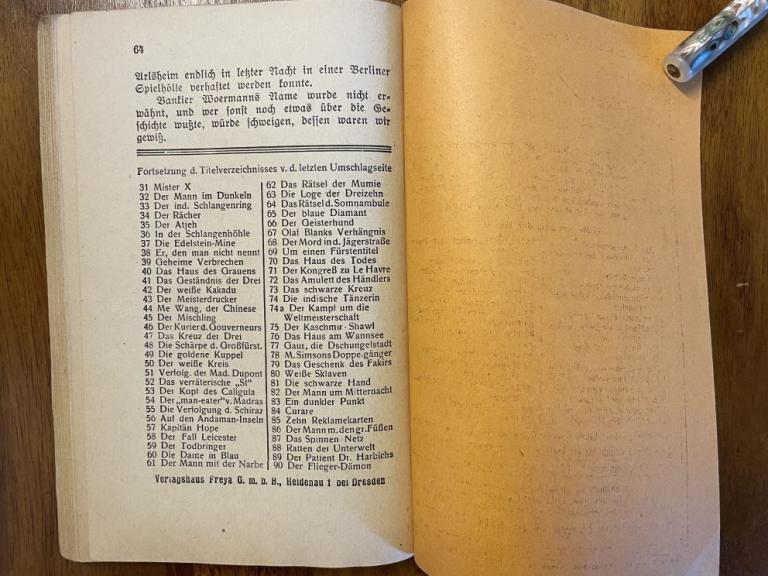 64
Arlsheim endlich in letzter Nacht in einer Berliner
Spielhölle verhaftet werden konnte.
Bankier Woermanns Name wurde nicht er-
wähnt, und wer sonst noch etwas über die Ge-
schichte wußte, würde schweigen, dessen waren wir
gewiß.
Fortsetzung d. Titelverzeichnisses v. d. letzten Umschlagseite
31 Mister X
32 Der Mann im Dunkeln
33 Der ind. Schlangenring
34 Der Rächer
35 Der Atjeh
36 In der Schlangenhöhle
37 Die Edelstein-Mine
38 Er, den man nicht nennt
39 Geheime Verbrechen
40 Das Haus des Grauens
41 Das Geständnis der Drei
42 Der weiße Kakadu
43 Der Meisterdrucker
44 Me Wang, der Chinese
45 Der Mischling
46 Der Kurier d. Gouverneurs
47 Das Kreuz der Drei
48 Die Schärpe d. Großfürst.
49 Die goldene Kuppel
50 Der weiße Kreis
51 Verfolg. der Mad. Dupont
52 Das verräterische „St“
53 Der Kopf des Caligula
54 Der „man-eater“ v. Madras
55 Die Verfolgung d. Schiraz
56 Auf den Andaman-Inseln
57 Kapitän Hope
58 Der Fall Leicester
59 Der Todbringer
60 Die Dame in Blau
61 Der Mann mit der Narbe
62 Das Rätsel der Mumie
63 Die Loge der Dreizehn
64 Das Rätsel d. Somnambule
65 Der blaue Diamant
66 Der Geisterhund
67 Olaf Blanks Verhängnis
68 Der Mord in d. Jägerstraße
69 Um einen Fürstentitel
70 Das Haus des Todes
71 Der Kongreß zu Le Havre
72 Das Amulett des Händlers
73 Das schwarze Kreuz
74 Die indische Tänzerin
74a Der Kampf um die
Weltmeisterschaft
75 Der Kaschmir-Shawl
76 Das Haus am Wannsee
77 Gaur, die Dschungelstadt
78 M. Simsons Doppe-gänger
79 Das Geschenk des Fakirs
80 Weiße Sklaven
81 Die schwarze Hand
82 Der Mann um Mitternacht
83 Ein dunkler Punkt
84 Curare
85 Zehn Reklamekarten
86 Der Mann m. den gr. Füßen
87 Das Spinnen-Netz
88 Ratten der Unterwelt
89 Der Patient Dr. Harbichs
90 Der Flieger-Dämon
Verlagshaus Freya G. m. b. H., Heidenau 1 bei Dresden